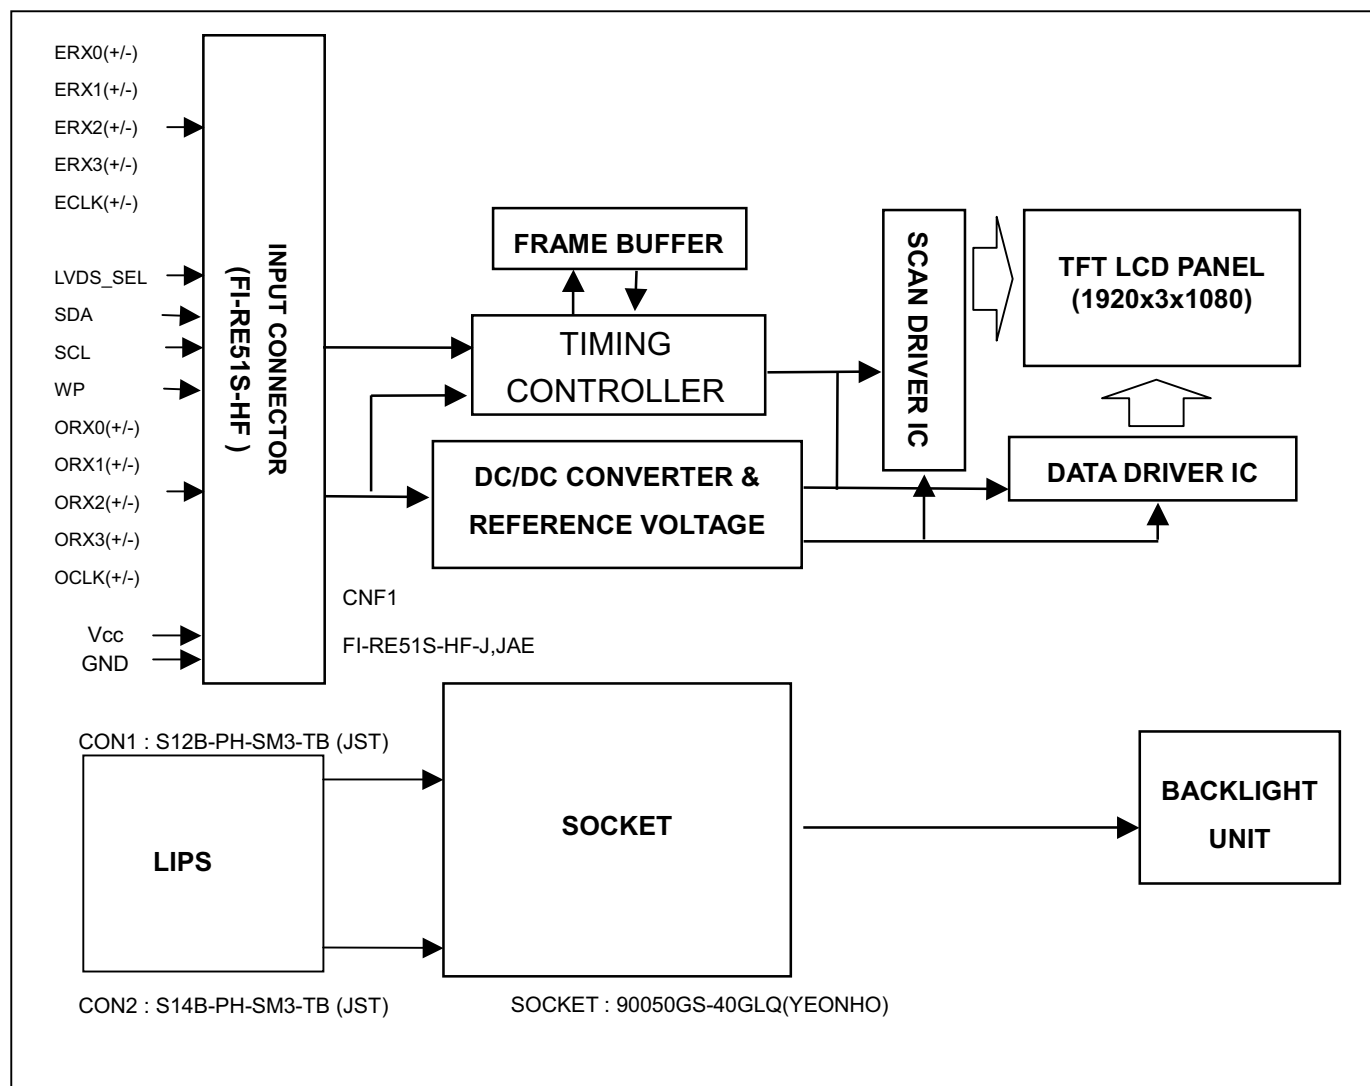 ERX0(+/-)
ERX1(+/-)
ERX2(+/-)
ERX3(+/-)
ECLK(+/-)
LVDS_SEL
SDA
SCL
WP
ORX0(+/-)
ORX1(+/-)
ORX2(+/-)
ORX3(+/-)
OCLK(+/-)
Vcc
GND
INPUT CONNECTOR
(FI-RE51S-HF )
FRAME BUFFER
TIMING
CONTROLLER
DC/DC CONVERTER &
REFERENCE VOLTAGE
SCAN DRIVER IC
TFT LCD PANEL
(1920x3x1080)
DATA DRIVER IC
CNF1
FI-RE51S-HF-J,JAE
CON1 : S12B-PH-SM3-TB (JST)
LIPS
SOCKET
BACKLIGHT
UNIT
CON2 : S14B-PH-SM3-TB (JST)
SOCKET : 90050GS-40GLQ(YEONHO)